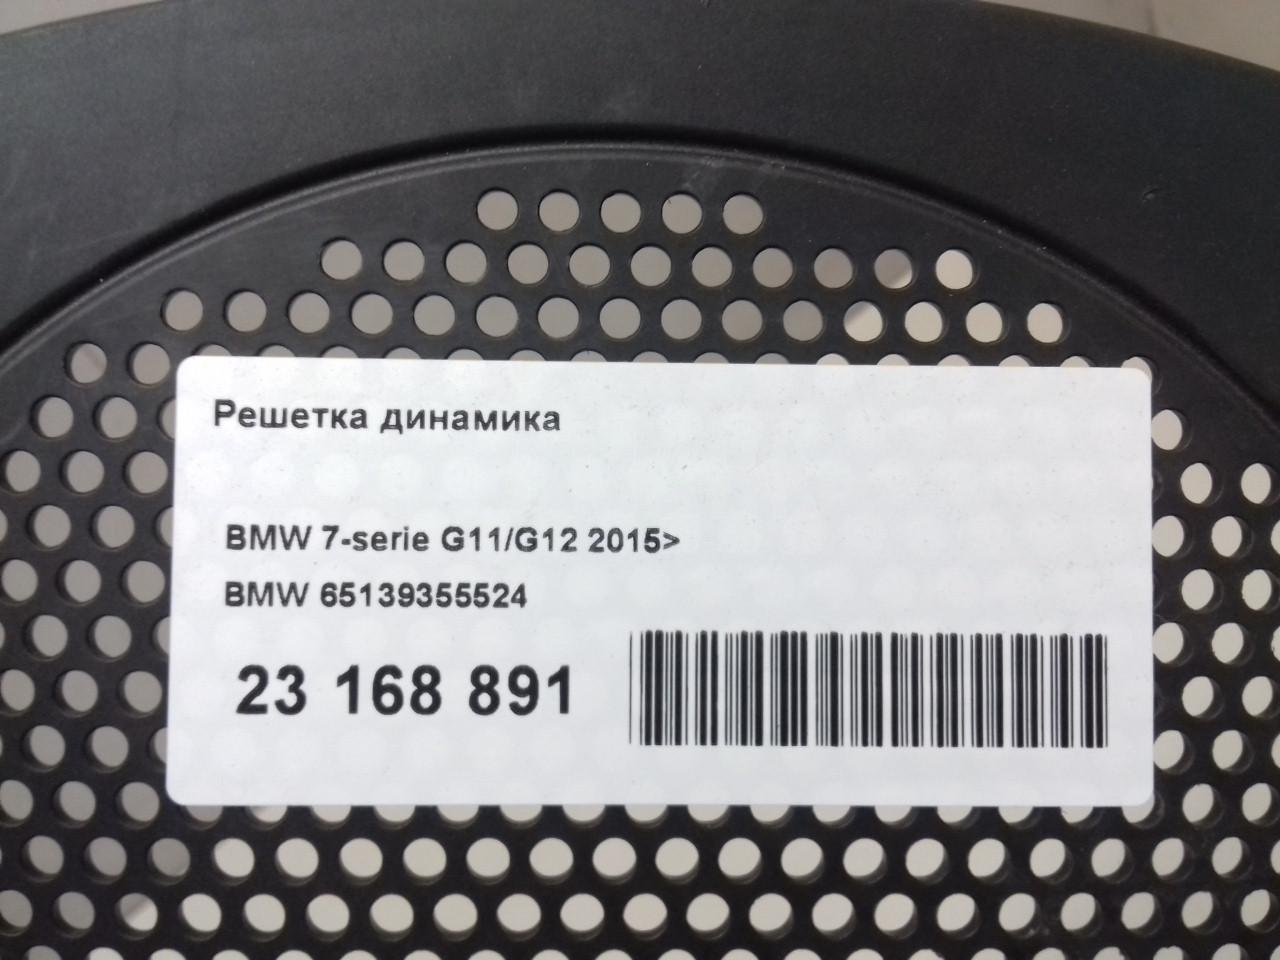 Решетка динамика
BMW 7-serie G11/G12 2015>
BMW 65139355524
23 168 891